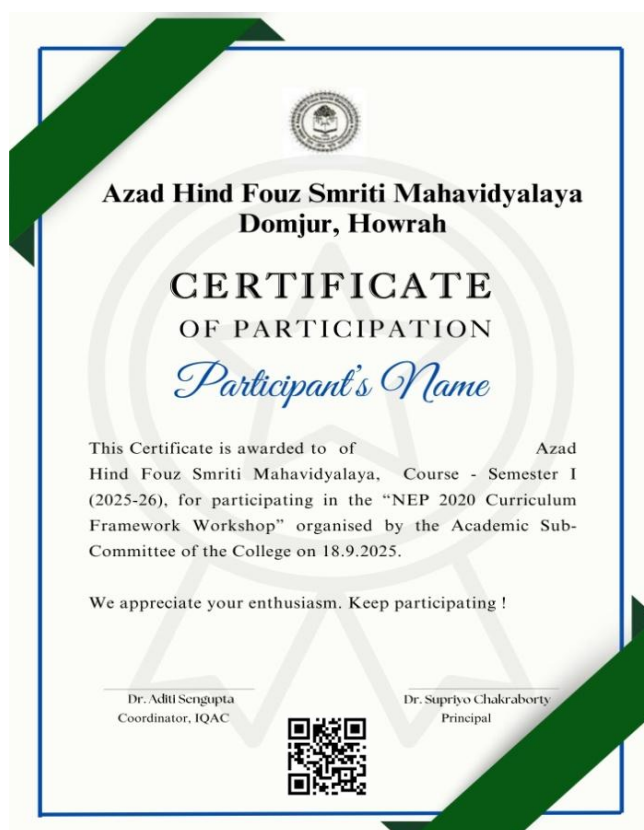 Azad Hind Fouz Smriti Mahavidyalaya
Domjur, Howrah
CERTIFICATE
OF PARTICIPATION
Participant's Name
This Certificate is awarded to of Azad
Hind Fouz Smriti Mahavidyalaya, Course - Semester I
(2025-26), for participating in the “NEP 2020 Curriculum
Framework Workshop” organised by the Academic Sub-
Committee of the College on 18.9.2025.
We appreciate your enthusiasm. Keep participating !
Dr. Aditi Sengupta
Coordinator, IQAC
Dr. Supriyo Chakraborty
Principal